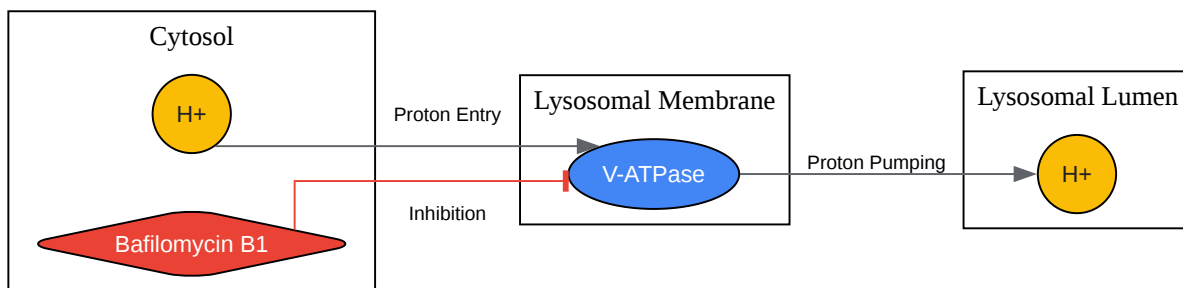 Cytosol
H+
Bafilomycin B1
Proton Entry
Inhibition
Lysosomal Membrane
V-ATPase
Proton Pumping
Lysosomal Lumen
H+